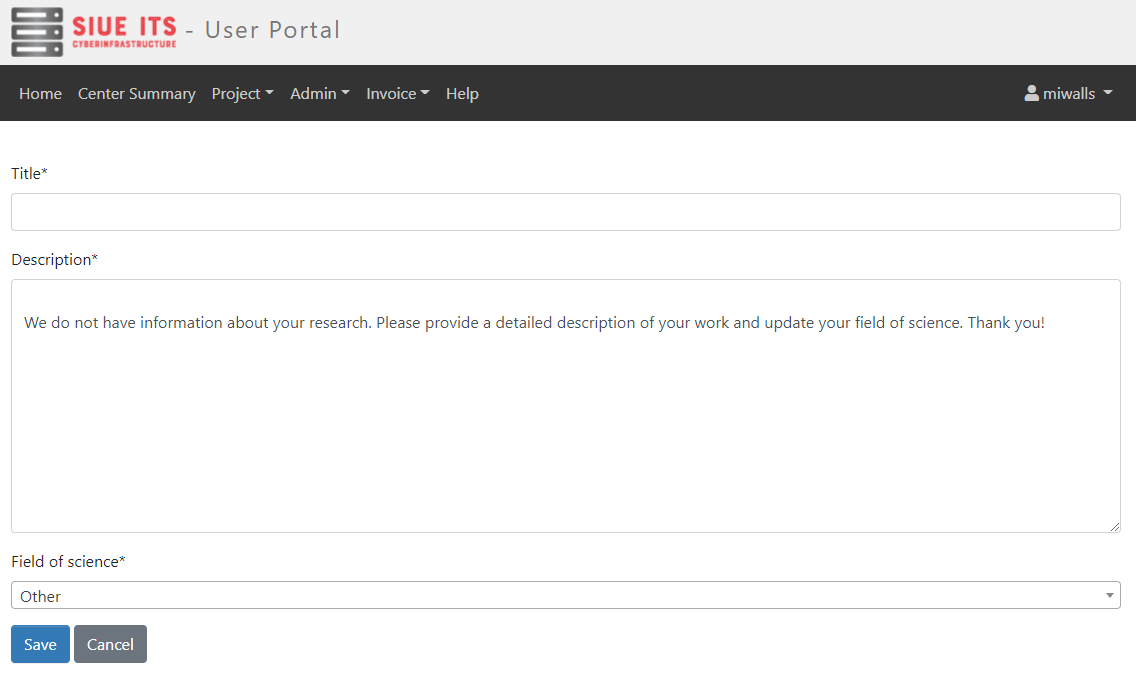 SIUE ITS
CYBERINFRASTRUCTURE
- User Portal
Home Center Summary Project Admin Invoice Help miwalls
Title*
Description*
We do not have information about your research. Please provide a detailed description of your work and update your field of science. Thank you!
Field of science*
Other
Save Cancel